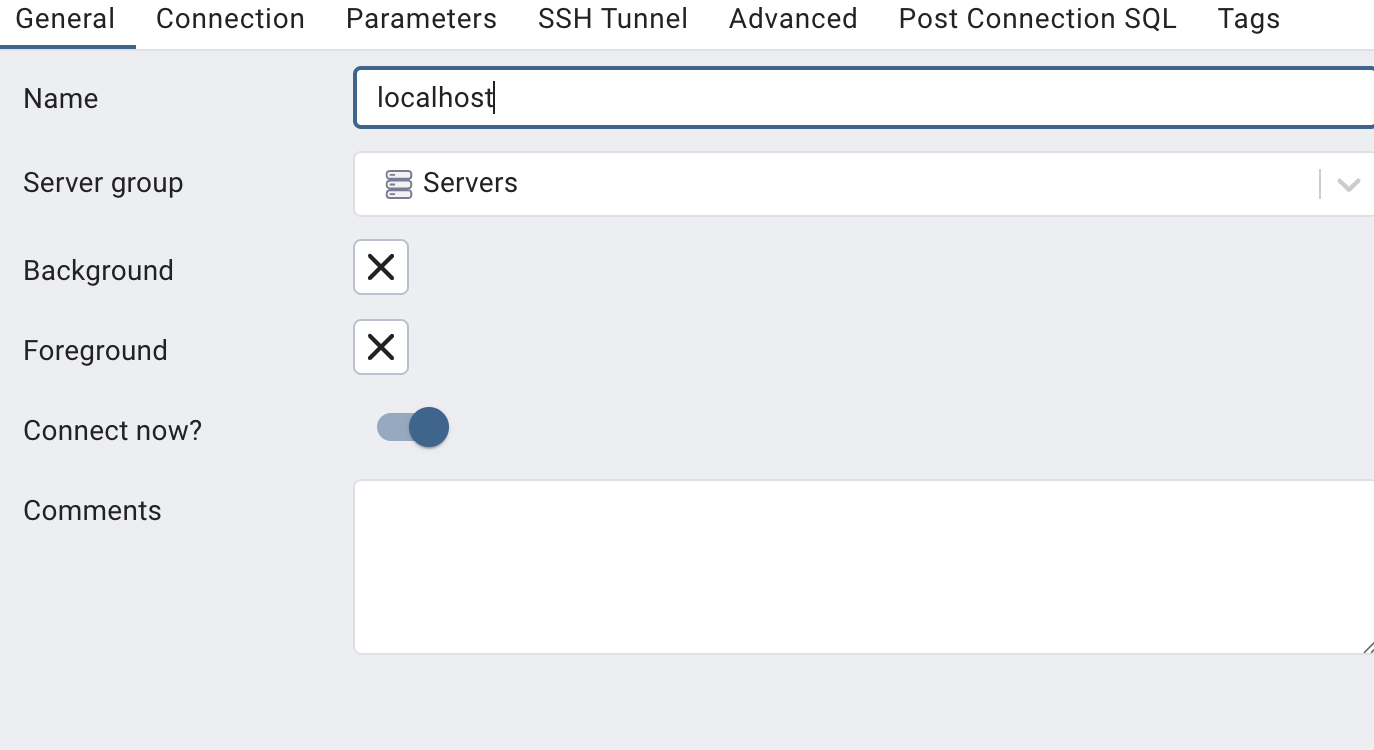 General Connection Parameters SSH Tunnel Advanced Post Connection SQL Tags
Name localhost
Server group Servers
Background
Foreground
Connect now?
Comments